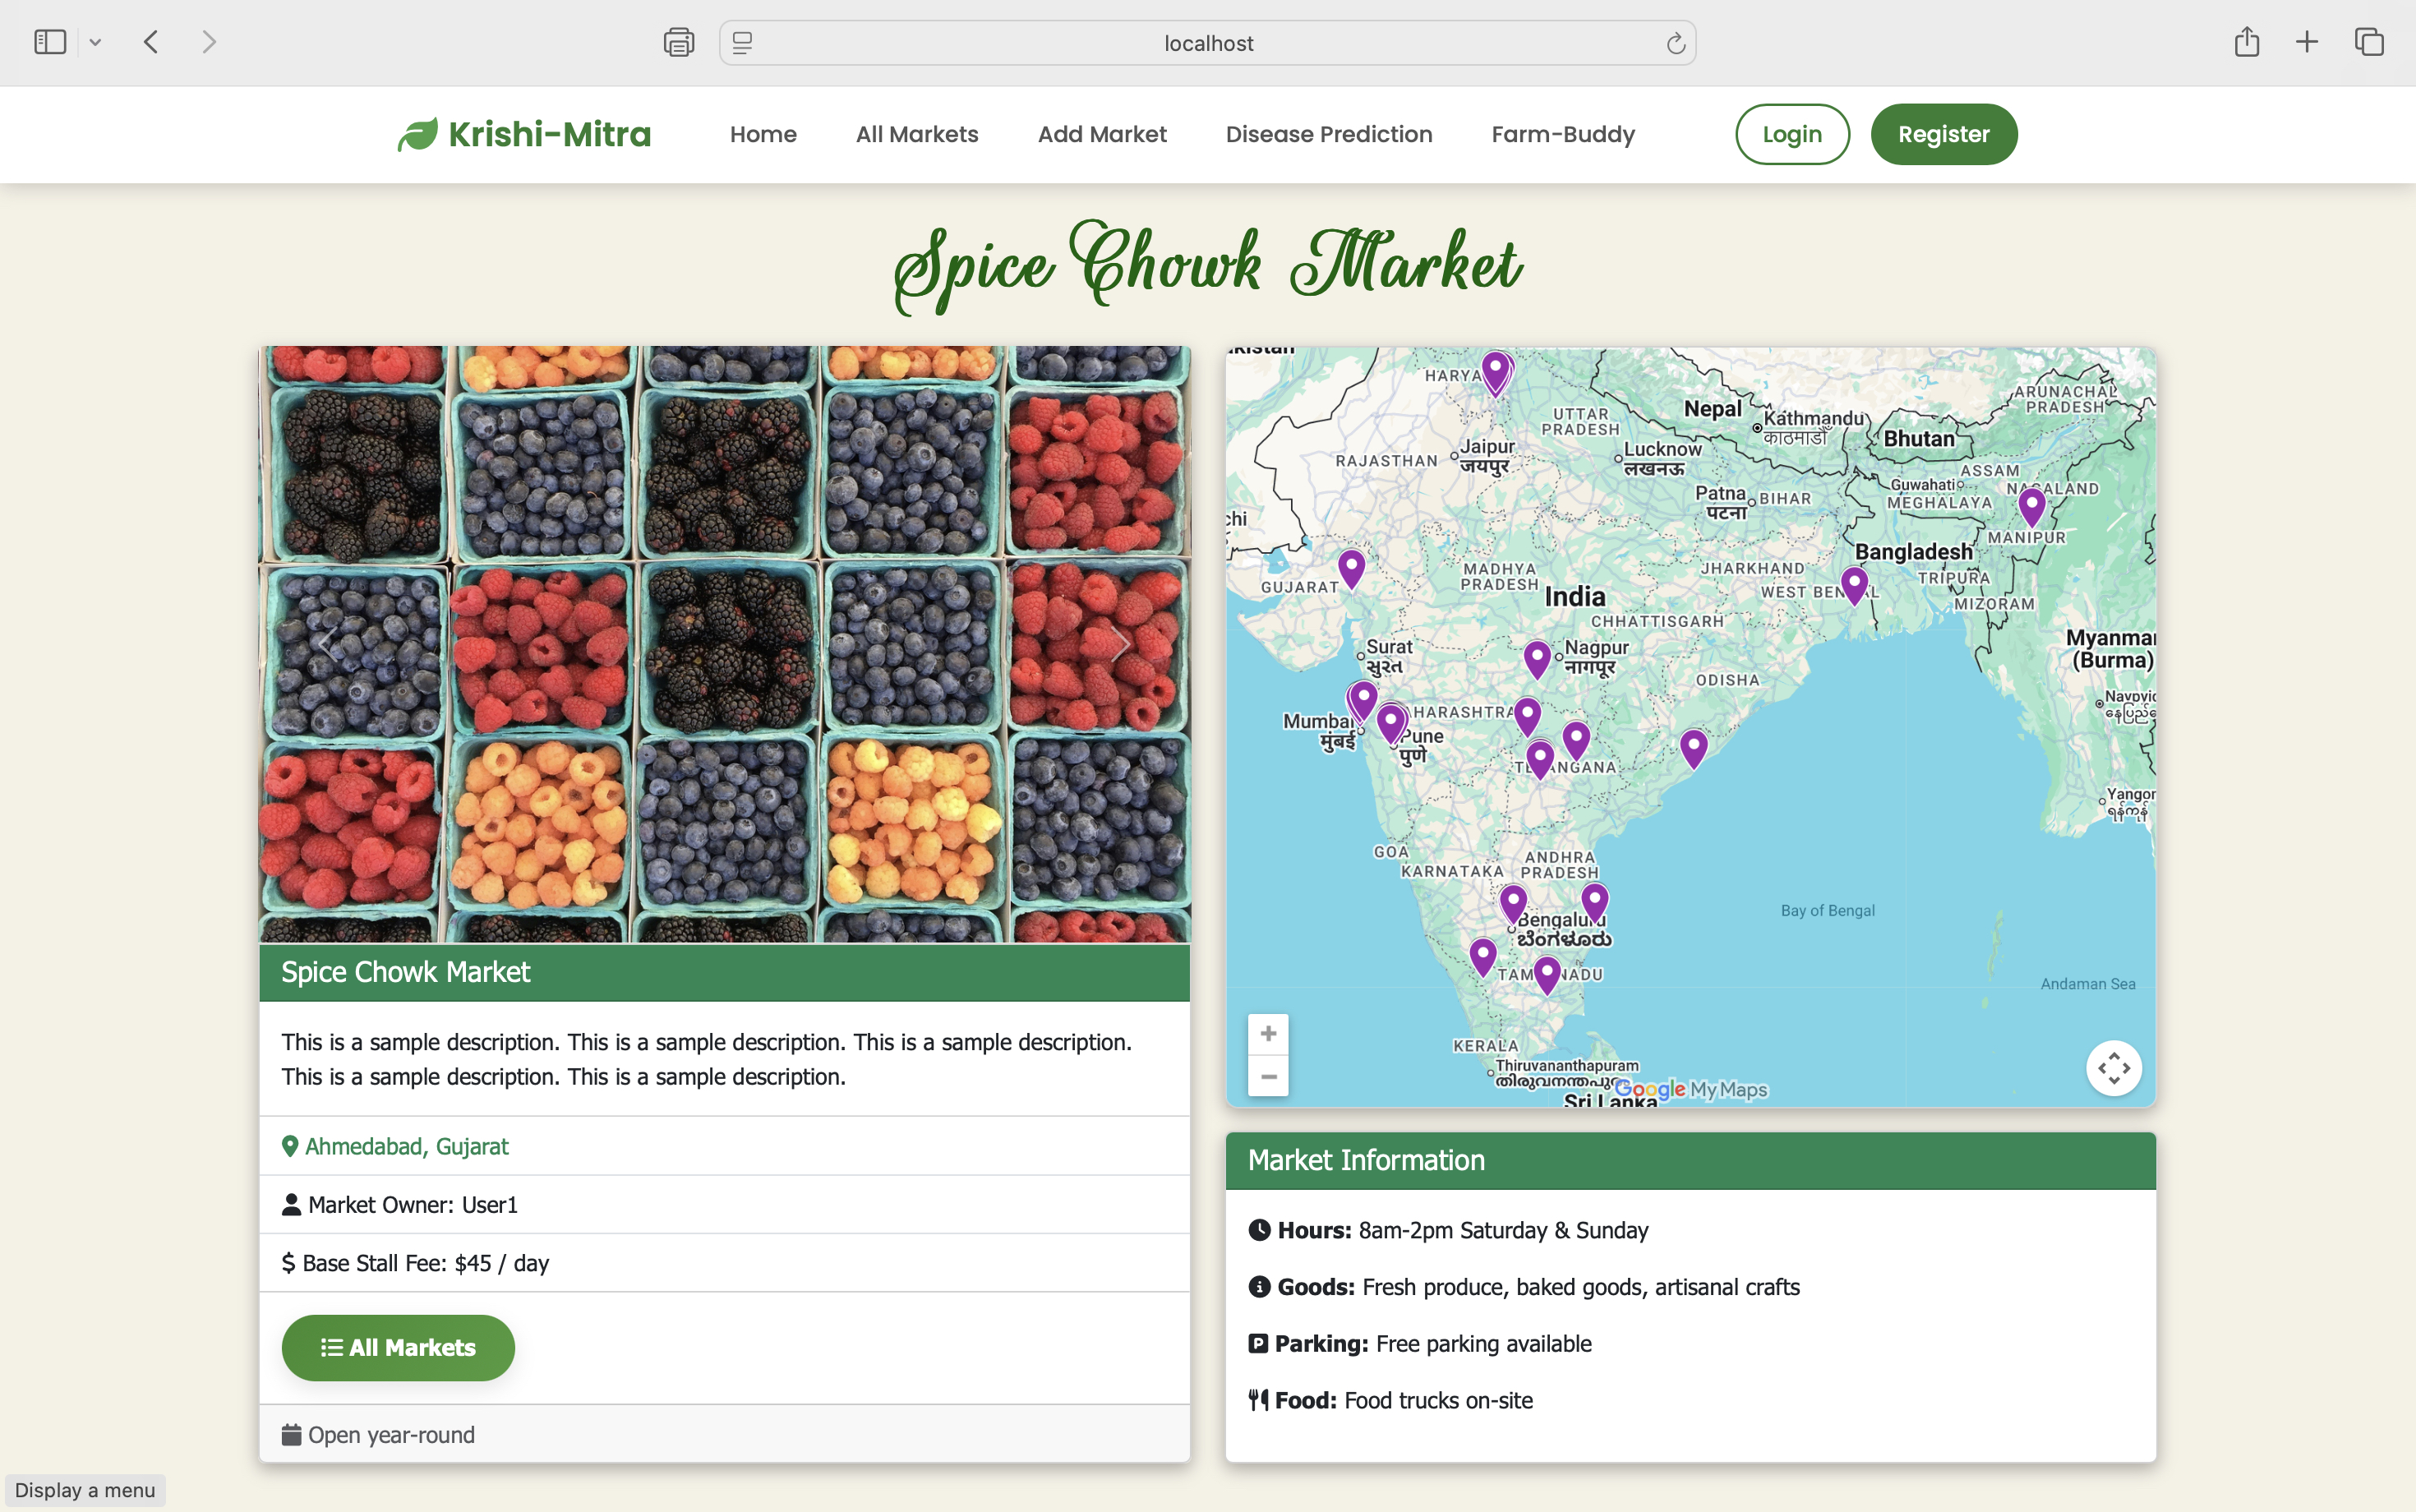 localhost
Krishi-Mitra
Home
All Markets
Add Market
Disease Prediction
Farm-Buddy
Login
Register
Spice Chowk Market
HARYA
UTTAR
PRADESH
Nepal
Kathmandu
काठमाडौँ
Bhutan
ARUNACHAL
PRADESH
Jaipur
जयपुर
RAJASTHAN
Lucknow
लखनऊ
ASSAM
Guwahati
NAGALAND
MEGHALAYA
Patna
पटना
BIHAR
MANIPUR
Bangladesh
GUJARAT
MADHYA
PRADESH
JHARKHAND
TRIPURA
WEST BENGAL
MIZORAM
India
CHHATTISGARH
Surat
સુરત
Nagpur
नागपूर
Myanmar
(Burma)
ODISHA
HARASHTRA
Mumbai
मुंबई
Pune
पुणे
TELANGANA
Yangon
GOA
KARNATAKA
ANDHRA
PRADESH
Bengaluru
ಬೆಂಗಳೂರು
Bay of Bengal
TAMIL NADU
Andaman Sea
KERALA
Thiruvananthapuram
Google My Maps
Sri Lanka
Spice Chowk Market
This is a sample description. This is a sample description. This is a sample description.
This is a sample description. This is a sample description.
Ahmedabad, Gujarat
Market Owner: User1
$ Base Stall Fee: $45 / day
All Markets
Open year-round
Market Information
Hours: 8am-2pm Saturday & Sunday
Goods: Fresh produce, baked goods, artisanal crafts
P Parking: Free parking available
Food: Food trucks on-site
Display a menu